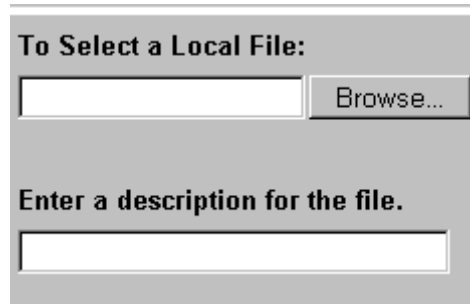 To Select a Local File:
Browse...
Enter a description for the file.